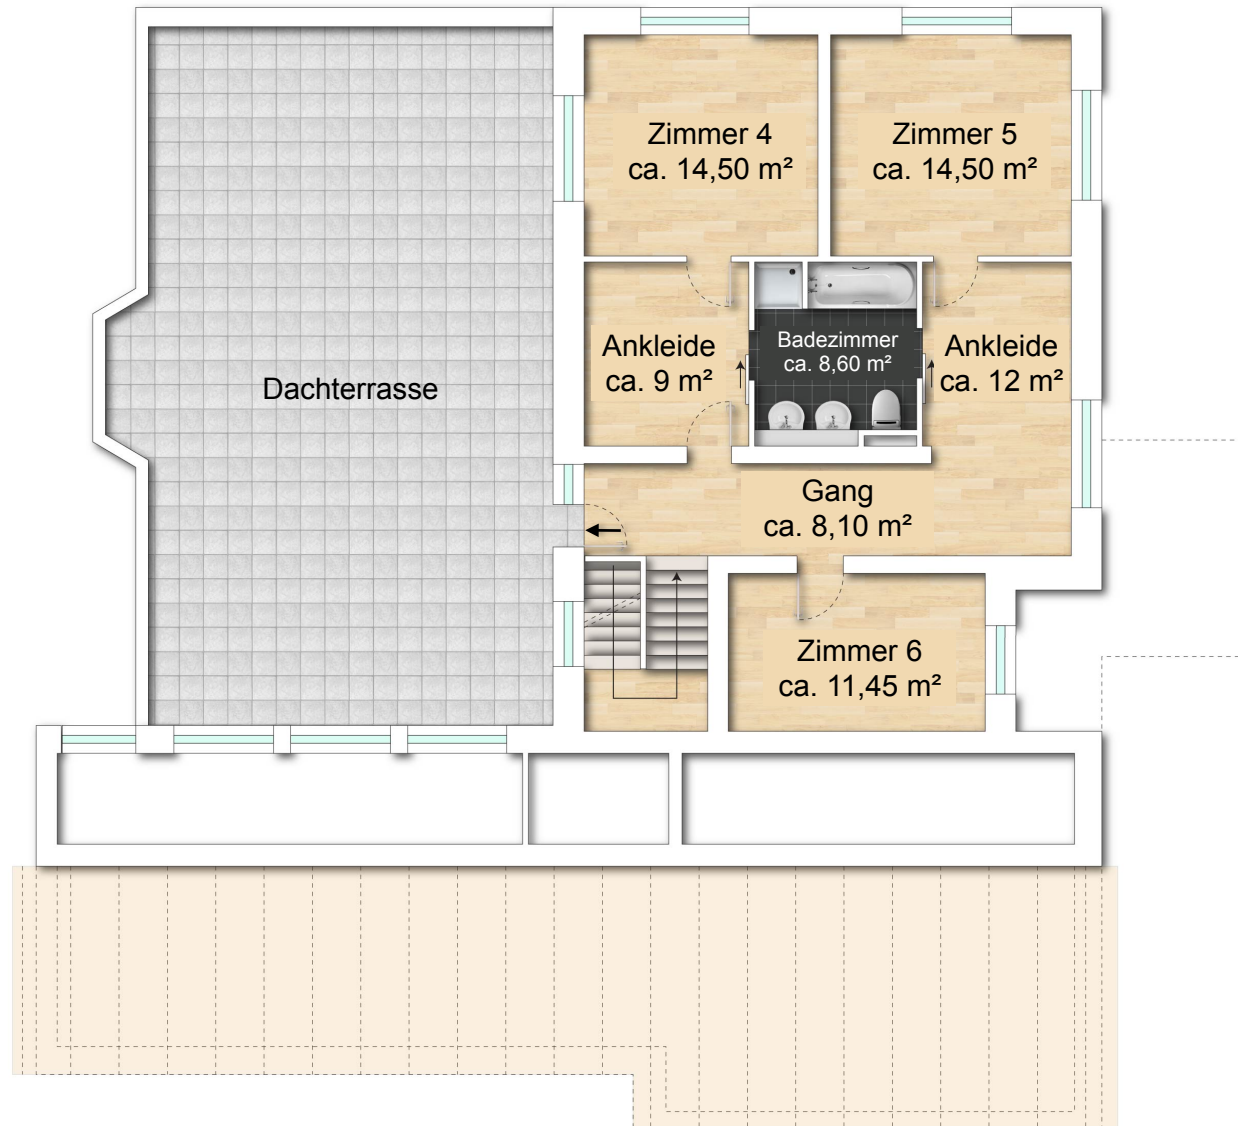 Zimmer 4
ca. 14,50 m²
Zimmer 5
ca. 14,50 m²
Ankleide
ca. 9 m²
Badezimmer
ca. 8,60 m²
Ankleide
ca. 12 m²
Dachterrasse
Gang
ca. 8,10 m²
Zimmer 6
ca. 11,45 m²